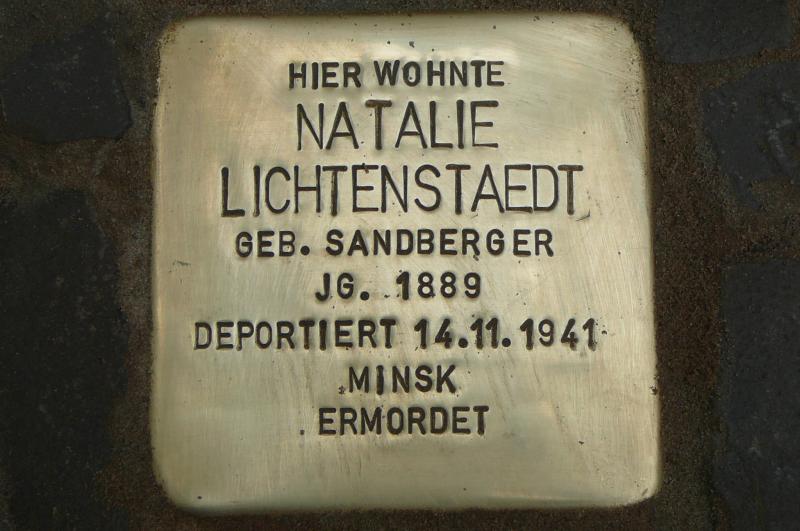 HIER WOHNTE
NATALIE
LICHTENSTAEDT
GEB. SANDBERGER
JG. 1889
DEPORTIERT 14.11.1941
MINSK
ERMORDET